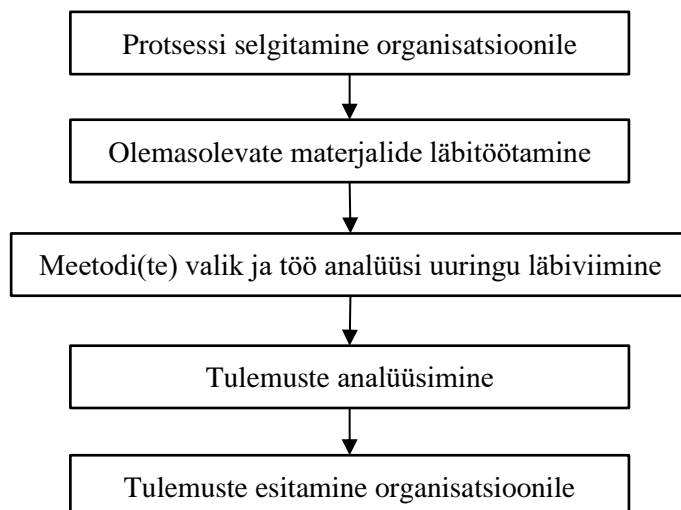 Protsessi selgitamine organisatsioonile
Olemasolevate materjalide läbitöötamine
Meetodi(te) valik ja töö analüüsi uuringu läbiviimine
Tulemuste analüüsimine
Tulemuste esitamine organisatsioonile